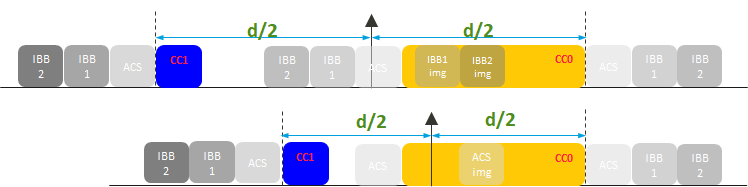 d/2 d/2
IBB IBB ACS CC1 IBB IBB ACS IBB1 IBB2 CC0 ACS IBB IBB
2 1 2 1 img img 1 2
d/2 d/2
IBB IBB ACS CC1 ACS ACS CC0 ACS IBB IBB
2 1 img 1 2